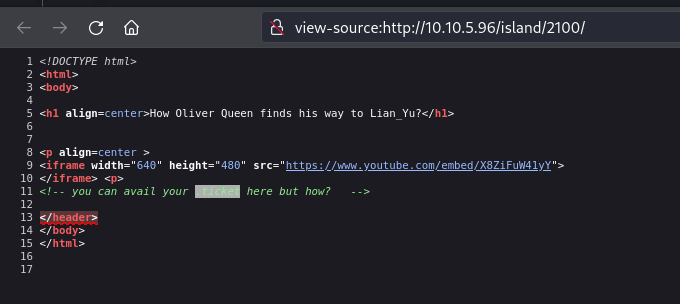 view-source:http://10.10.5.96/island/2100/
1 <!DOCTYPE html>
2 <html>
3 <body>
4
5 <h1 align=center>How Oliver Queen finds his way to Lian_Yu?</h1>
6
7
8 <p align=center >
9 <iframe width="640" height="480" src="https://www.youtube.com/embed/X8ZiFuW41yY">
10 </iframe> <p>
11 <!-- you can avail your .ticket here but how?   -->
12
13 </header>
14 </body>
15 </html>
16
17